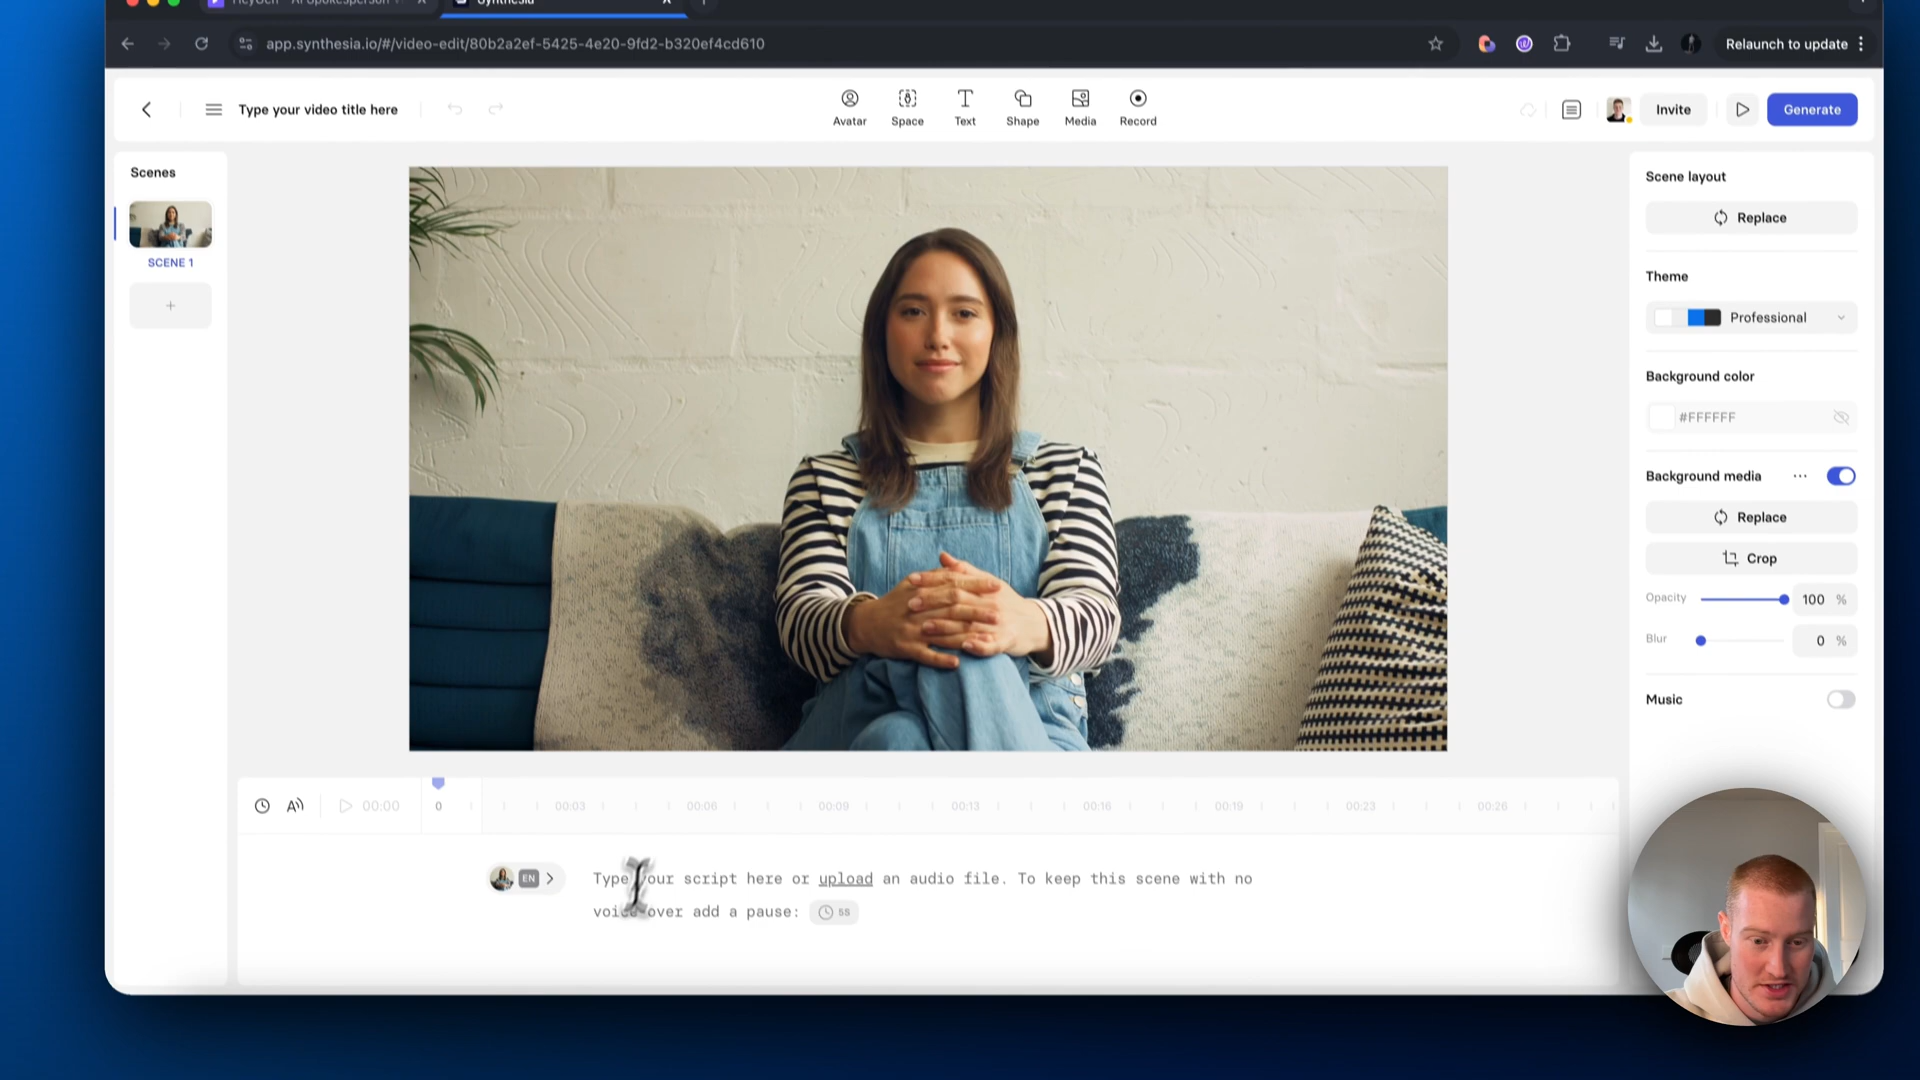 Synthesia
app.synthesia.io/#/video-edit/80b2a2ef-5425-4e20-9fd2-b320ef4cd610
Relaunch to update
Type your video title here
Avatar
Space
Text
Shape
Media
Record
Invite
Generate
Scenes
SCENE 1
Scene layout
Replace
Theme
Professional
Background color
#FFFFFF
Background media
Replace
Crop
Opacity
100 %
Blur
0 %
Music
00:00
0
00:03
00:06
00:09
00:13
00:16
00:19
00:23
00:26
EN
Type your script here or upload an audio file. To keep this scene with no
voice-over add a pause: 5S